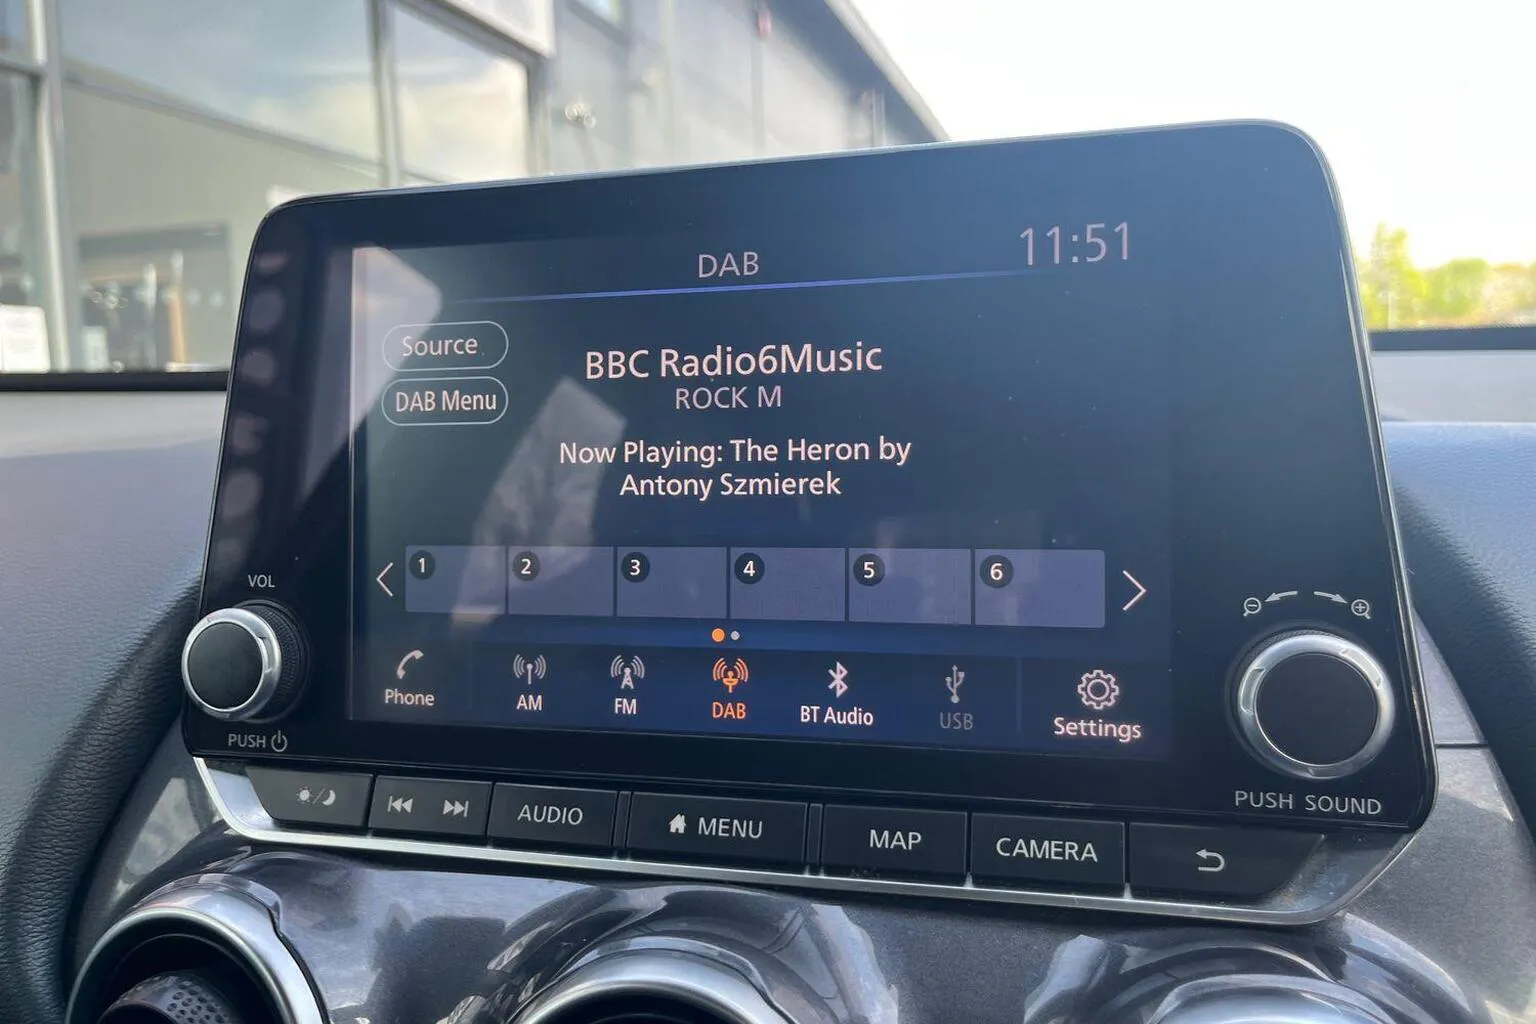 DAB
11:51
Source
DAB Menu
BBC Radio6Music
ROCK M
Now Playing: The Heron by
Antony Szmierek
1 2 3 4 5 6
VOL
PUSH
Phone
AM
FM
DAB
BT Audio
USB
Settings
PUSH SOUND
AUDIO
MENU
MAP
CAMERA